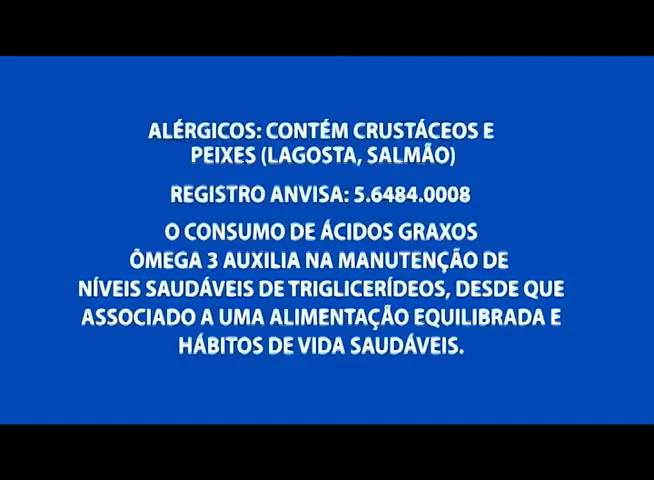 ALÉRGICOS: CONTÉM CRUSTÁCEOS E
PEIXES (LAGOSTA, SALMÃO)
REGISTRO ANVISA: 5.6484.0008
O CONSUMO DE ÁCIDOS GRAXOS
ÔMEGA 3 AUXILIA NA MANUTENÇÃO DE
NÍVEIS SAUDÁVEIS DE TRIGLICERÍDEOS, DESDE QUE
ASSOCIADO A UMA ALIMENTAÇÃO EQUILIBRADA E
HÁBITOS DE VIDA SAUDÁVEIS.